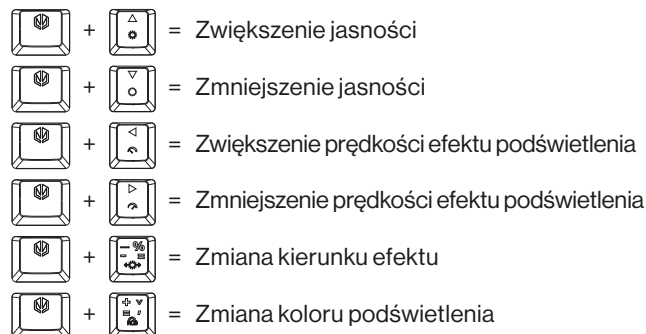 + = Zwiększenie jasności
+ = Zmniejszenie jasności
+ = Zwiększenie prędkości efektu podświetlenia
+ = Zmniejszenie prędkości efektu podświetlenia
+ = Zmiana kierunku efektu
+ = Zmiana koloru podświetlenia